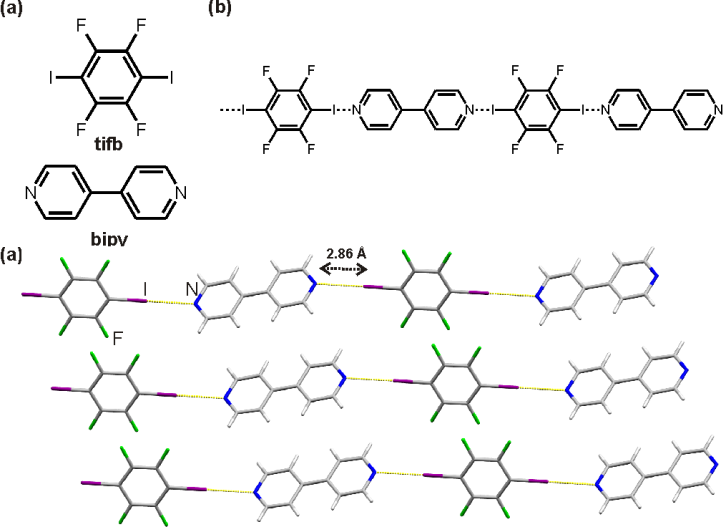 (a)
(b)
F F
I I
F F
tifb
N N
bipy
F F F F
I I N N I I N N
F F F F
(a)
2.86 Å
I N
F